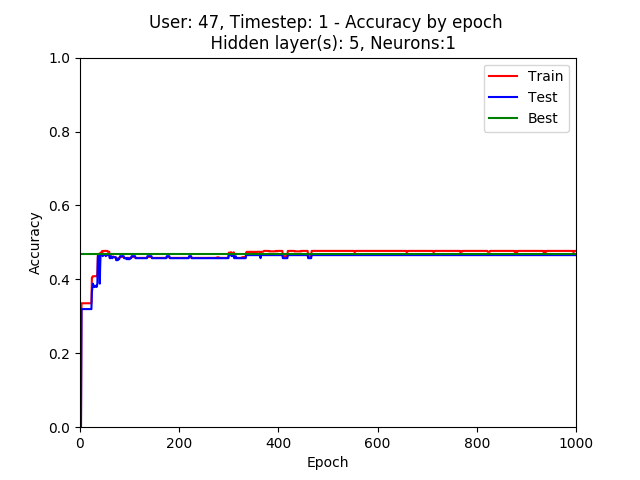 User: 47, Timestep: 1 - Accuracy by epoch
Hidden layer(s): 5, Neurons:1
1.0
0.8
0.6
0.4
0.2
0.0
Accuracy
Train
Test
Best
0 200 400 600 800 1000
Epoch